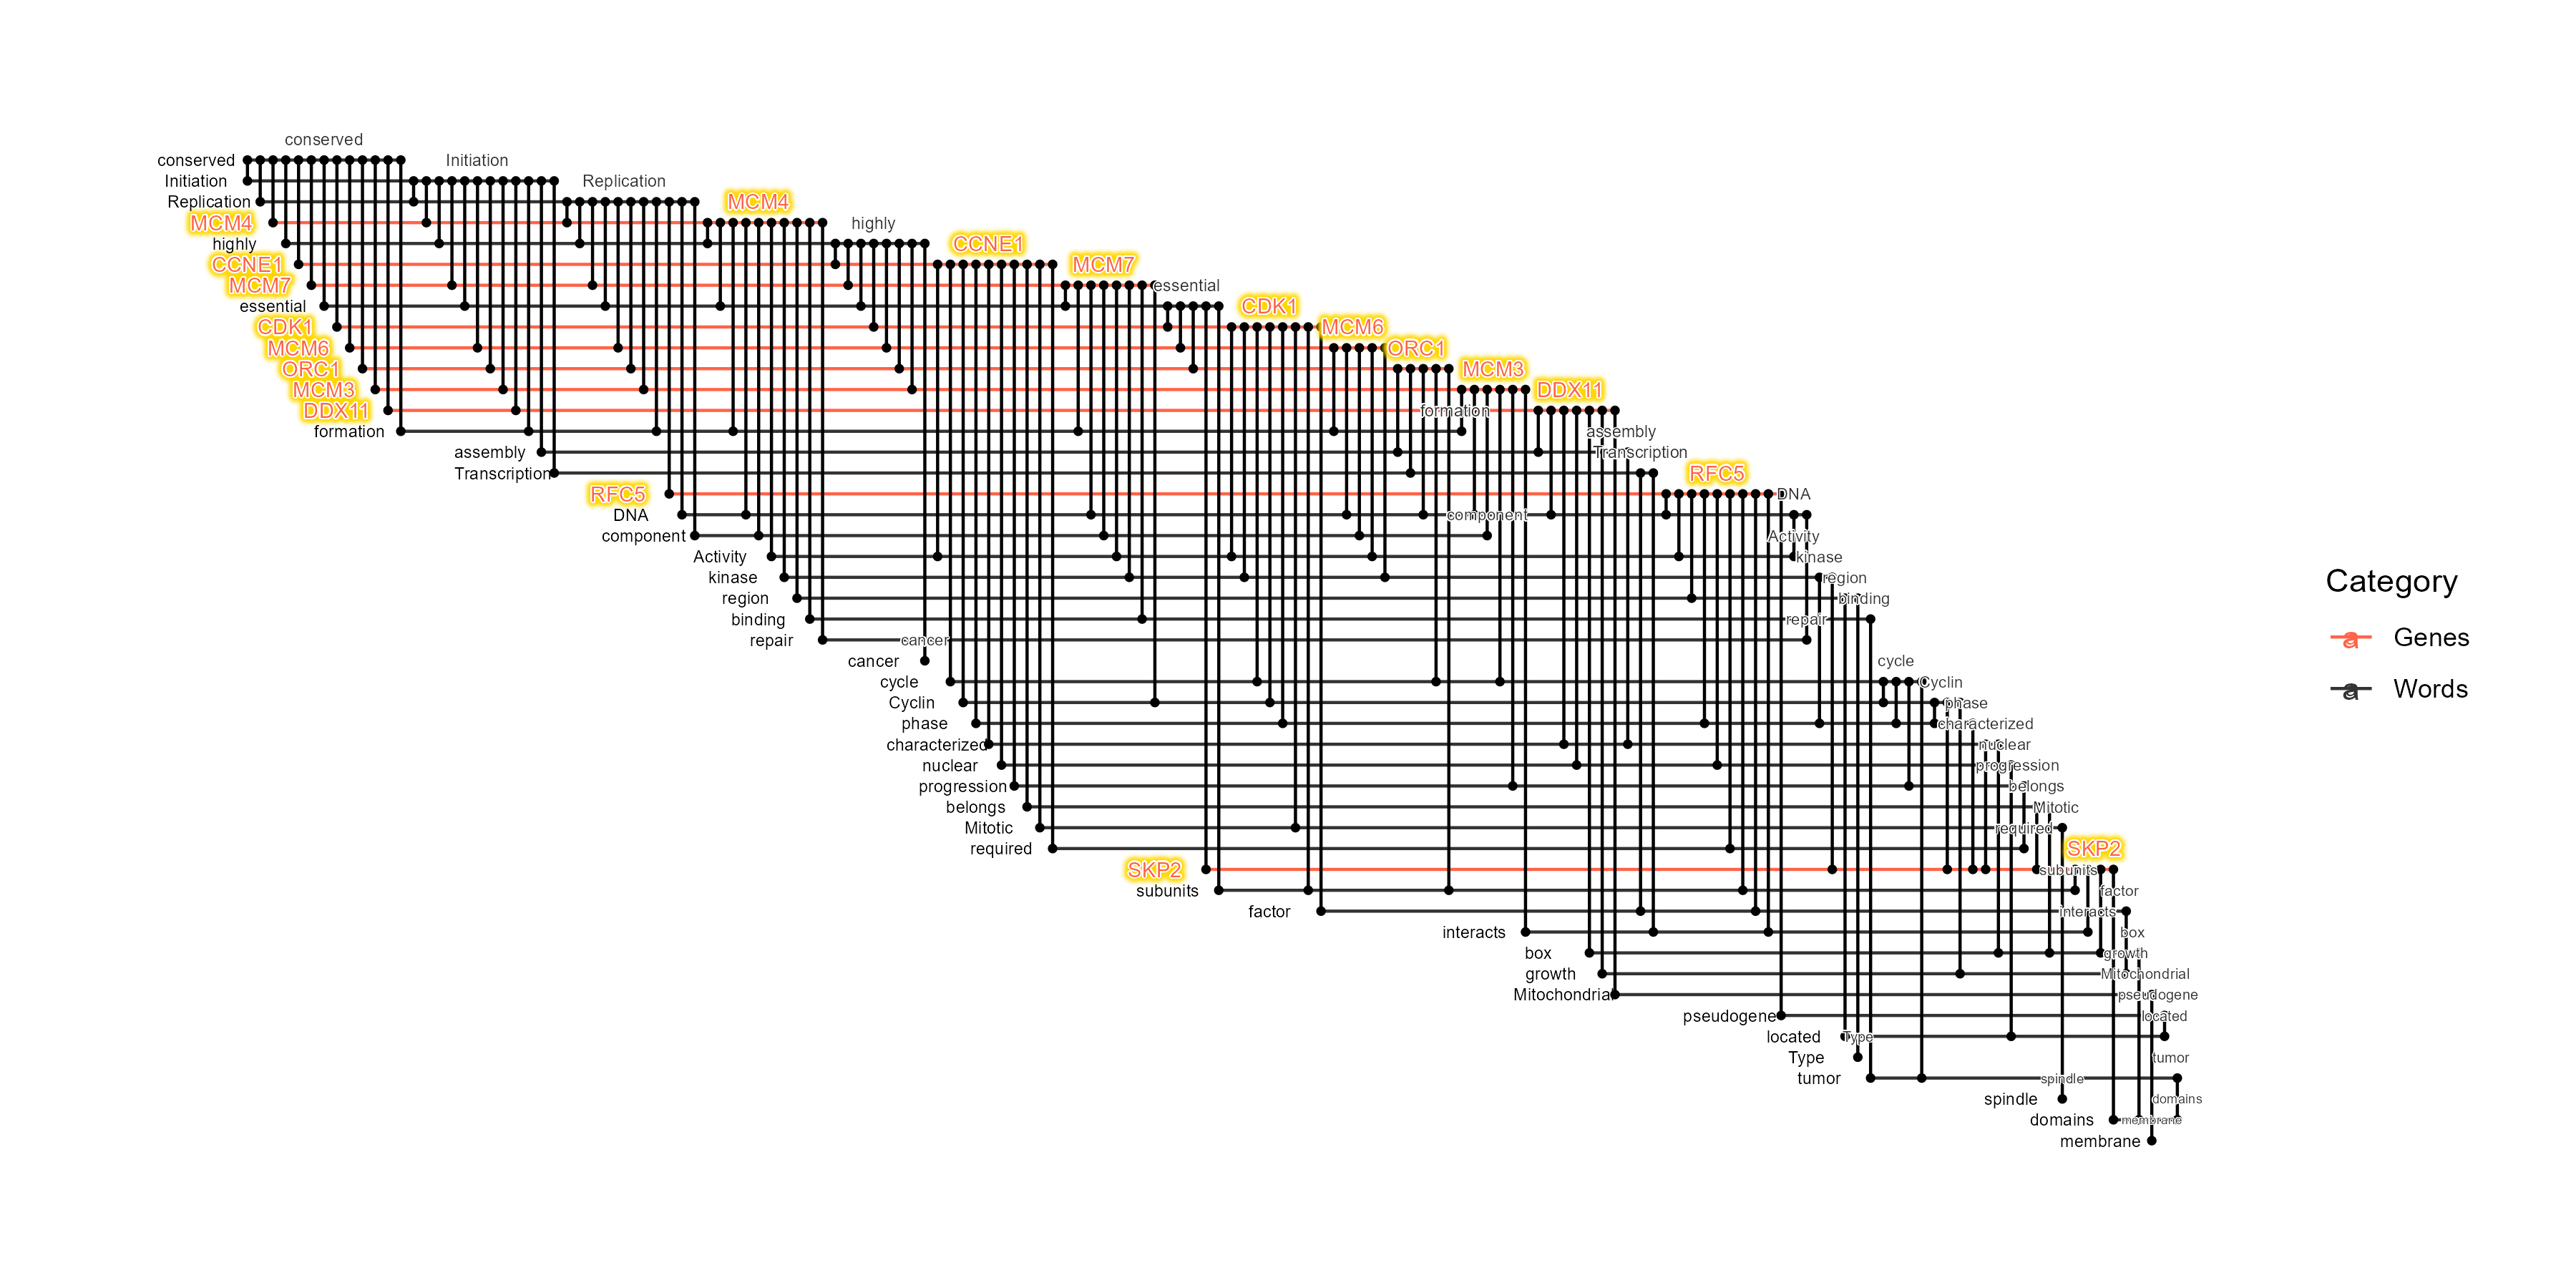 conserved
conserved
Initiation
Initiation
Replication
Replication
MCM4
MCM4
highly
highly
CCNE1
CCNE1
MCM7
MCM7
essential
essential
CDK1
CDK1
MCM6
MCM6
ORC1
ORC1
MCM3
MCM3
DDX11
DDX11
formation
formation
assembly
assembly
Transcription
Transcription
RFC5
RFC5
DNA
DNA
component
component
Activity
Activity
kinase
kinase
region
region
binding
binding
repair
repair
cancer
cancer
cycle
cycle
Cyclin
Cyclin
phase
phase
characterized
characterized
nuclear
nuclear
progression
progression
belongs
belongs
Mitotic
Mitotic
required
required
SKP2
SKP2
subunits
subunits
factor
factor
interacts
interacts
box
box
growth
growth
Mitochondrial
Mitochondrial
pseudogene
pseudogene
located
located
Type
Type
tumor
tumor
spindle
spindle
domains
domains
membrane
membrane
Category
a Genes
a Words